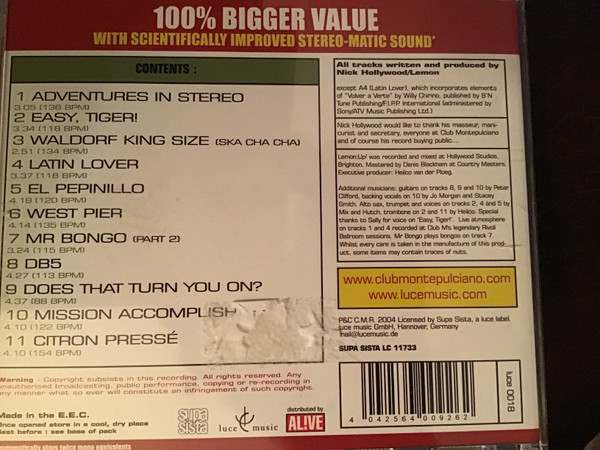 100% BIGGER VALUE
WITH SCIENTIFICALLY IMPROVED STEREO-MATIC SOUND*
CONTENTS :
1 ADVENTURES IN STEREO
3.05 (136 BPM)
2 EASY, TIGER!
3.34 (118 BPM)
3 WALDORF KING SIZE (SKA CHA CHA)
2.51 (134 BPM)
4 LATIN LOVER
3.37 (118 BPM)
5 EL PEPINILLO
4.19 (120 BPM)
6 WEST PIER
4.14 (135 BPM)
7 MR BONGO (PART 2)
3.24 (115 BPM)
8 DB5
4.27 (113 BPM)
9 DOES THAT TURN YOU ON?
4.37 (88 BPM)
10 MISSION ACCOMPLISH
4.10 (122 BPM)
11 CITRON PRESSÉ
4.10 (154 BPM)
All tracks written and produced by
Nick Hollywood/Lemon
except A4 (Latin Lover), which incorporates elements
of "Volver a Verte" by Willy Chirino, published by B'N
Tune Publishing/F.I.P.P. International (administered by
Sony/ATV Music Publishing Ltd.)
Nick Hollywood would like to thank his masseur, mani-
curist and secretary, everyone at Club Montepulciano
and of course his record buying public....
Lemon.Up! was recorded and mixed at Hollywood Studios,
Brighton. Mastered by Denis Blackham at Country Masters.
Executive producer: Heilco van der Ploeg.
Additional musicians: guitars on tracks 8, 9 and 10 by Peter
Clifford, backing vocals on 10 by Jo Morgan and Stacey
Smith. Alto sax, trumpet and voices on tracks 2, 4 and 5 by
Mix and Hutch, trombone on 2 and 11 by Helios. Special
thanks to Sally for voice on "Easy, Tiger". Live atmosphere
on tracks 1 and 4 recorded at Club M's legendary Rivoli
Ballroom sessions. Mr Bongo plays bongos on track 7.
Whilst every care is taken in the manufacture of this prod-
uct, some items may contain traces of nuts.
www.clubmontepulciano.com
www.lucemusic.com
P&C C.M.R. 2004 Licensed by Supa Sista, a luce label
luce music GmbH, Hannover, Germany
mail@lucemusic.de
SUPA SISTA LC 11733
Warning - Copyright subsists in this recording. All rights reserved. Any
unauthorised broadcasting, public performance, copying or re-recording in
any manner what so ever will constitute an infringement of such copyright.
Made in the E.E.C.
Once opened store in a cool, dry place
Best before : see base of pack
supa
sista
luce music
distributed by
AL!VE
4 042564 009262
luce 0018
automatically plays twice mono equivalents